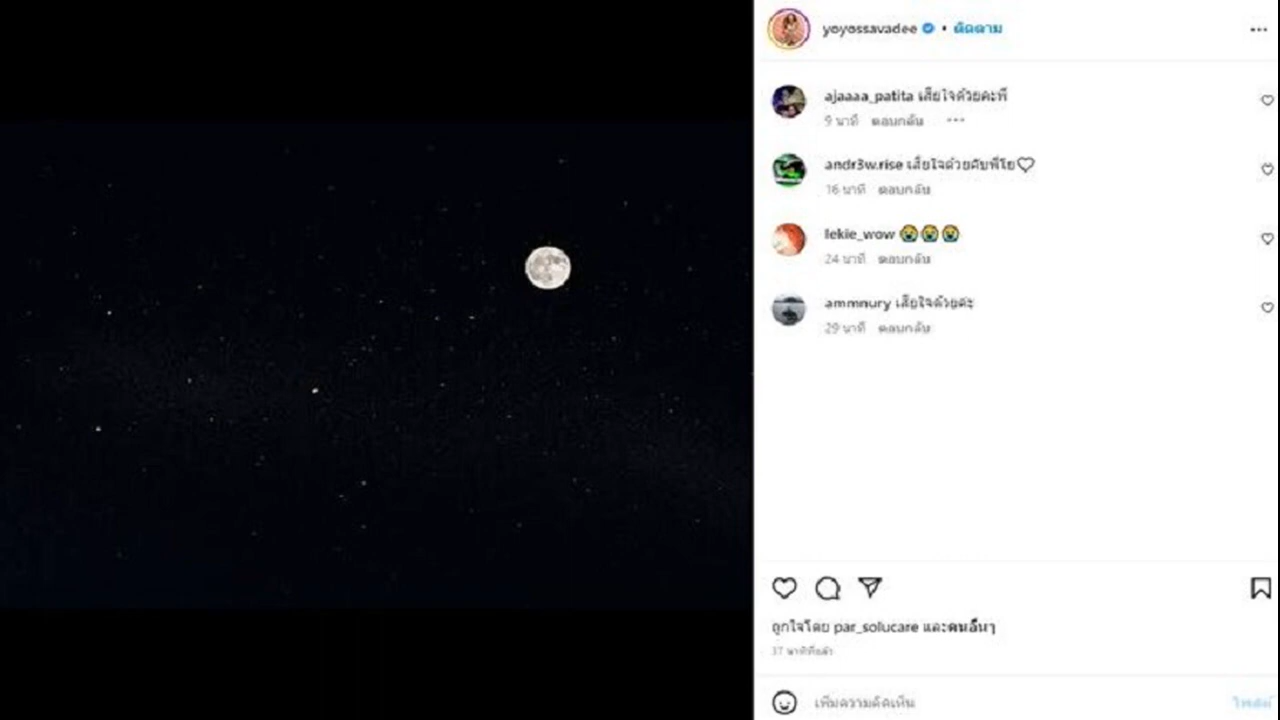 yoyossavadee • ติดตาม
ajaaaa_patita เสียใจด้วยคะพี่
9 นาที ตอบกลับ
andr3w.rise เสียใจด้วยคับพี่โย
16 นาที ตอบกลับ
lekie_wow 😭😭😭
24 นาที ตอบกลับ
ammnury เสียใจด้วยค่ะ
29 นาที ตอบกลับ
ถูกใจโดย par_solucare และคนอื่นๆ
37 นาทีที่แล้ว
เพิ่มความคิดเห็น
โพสต์